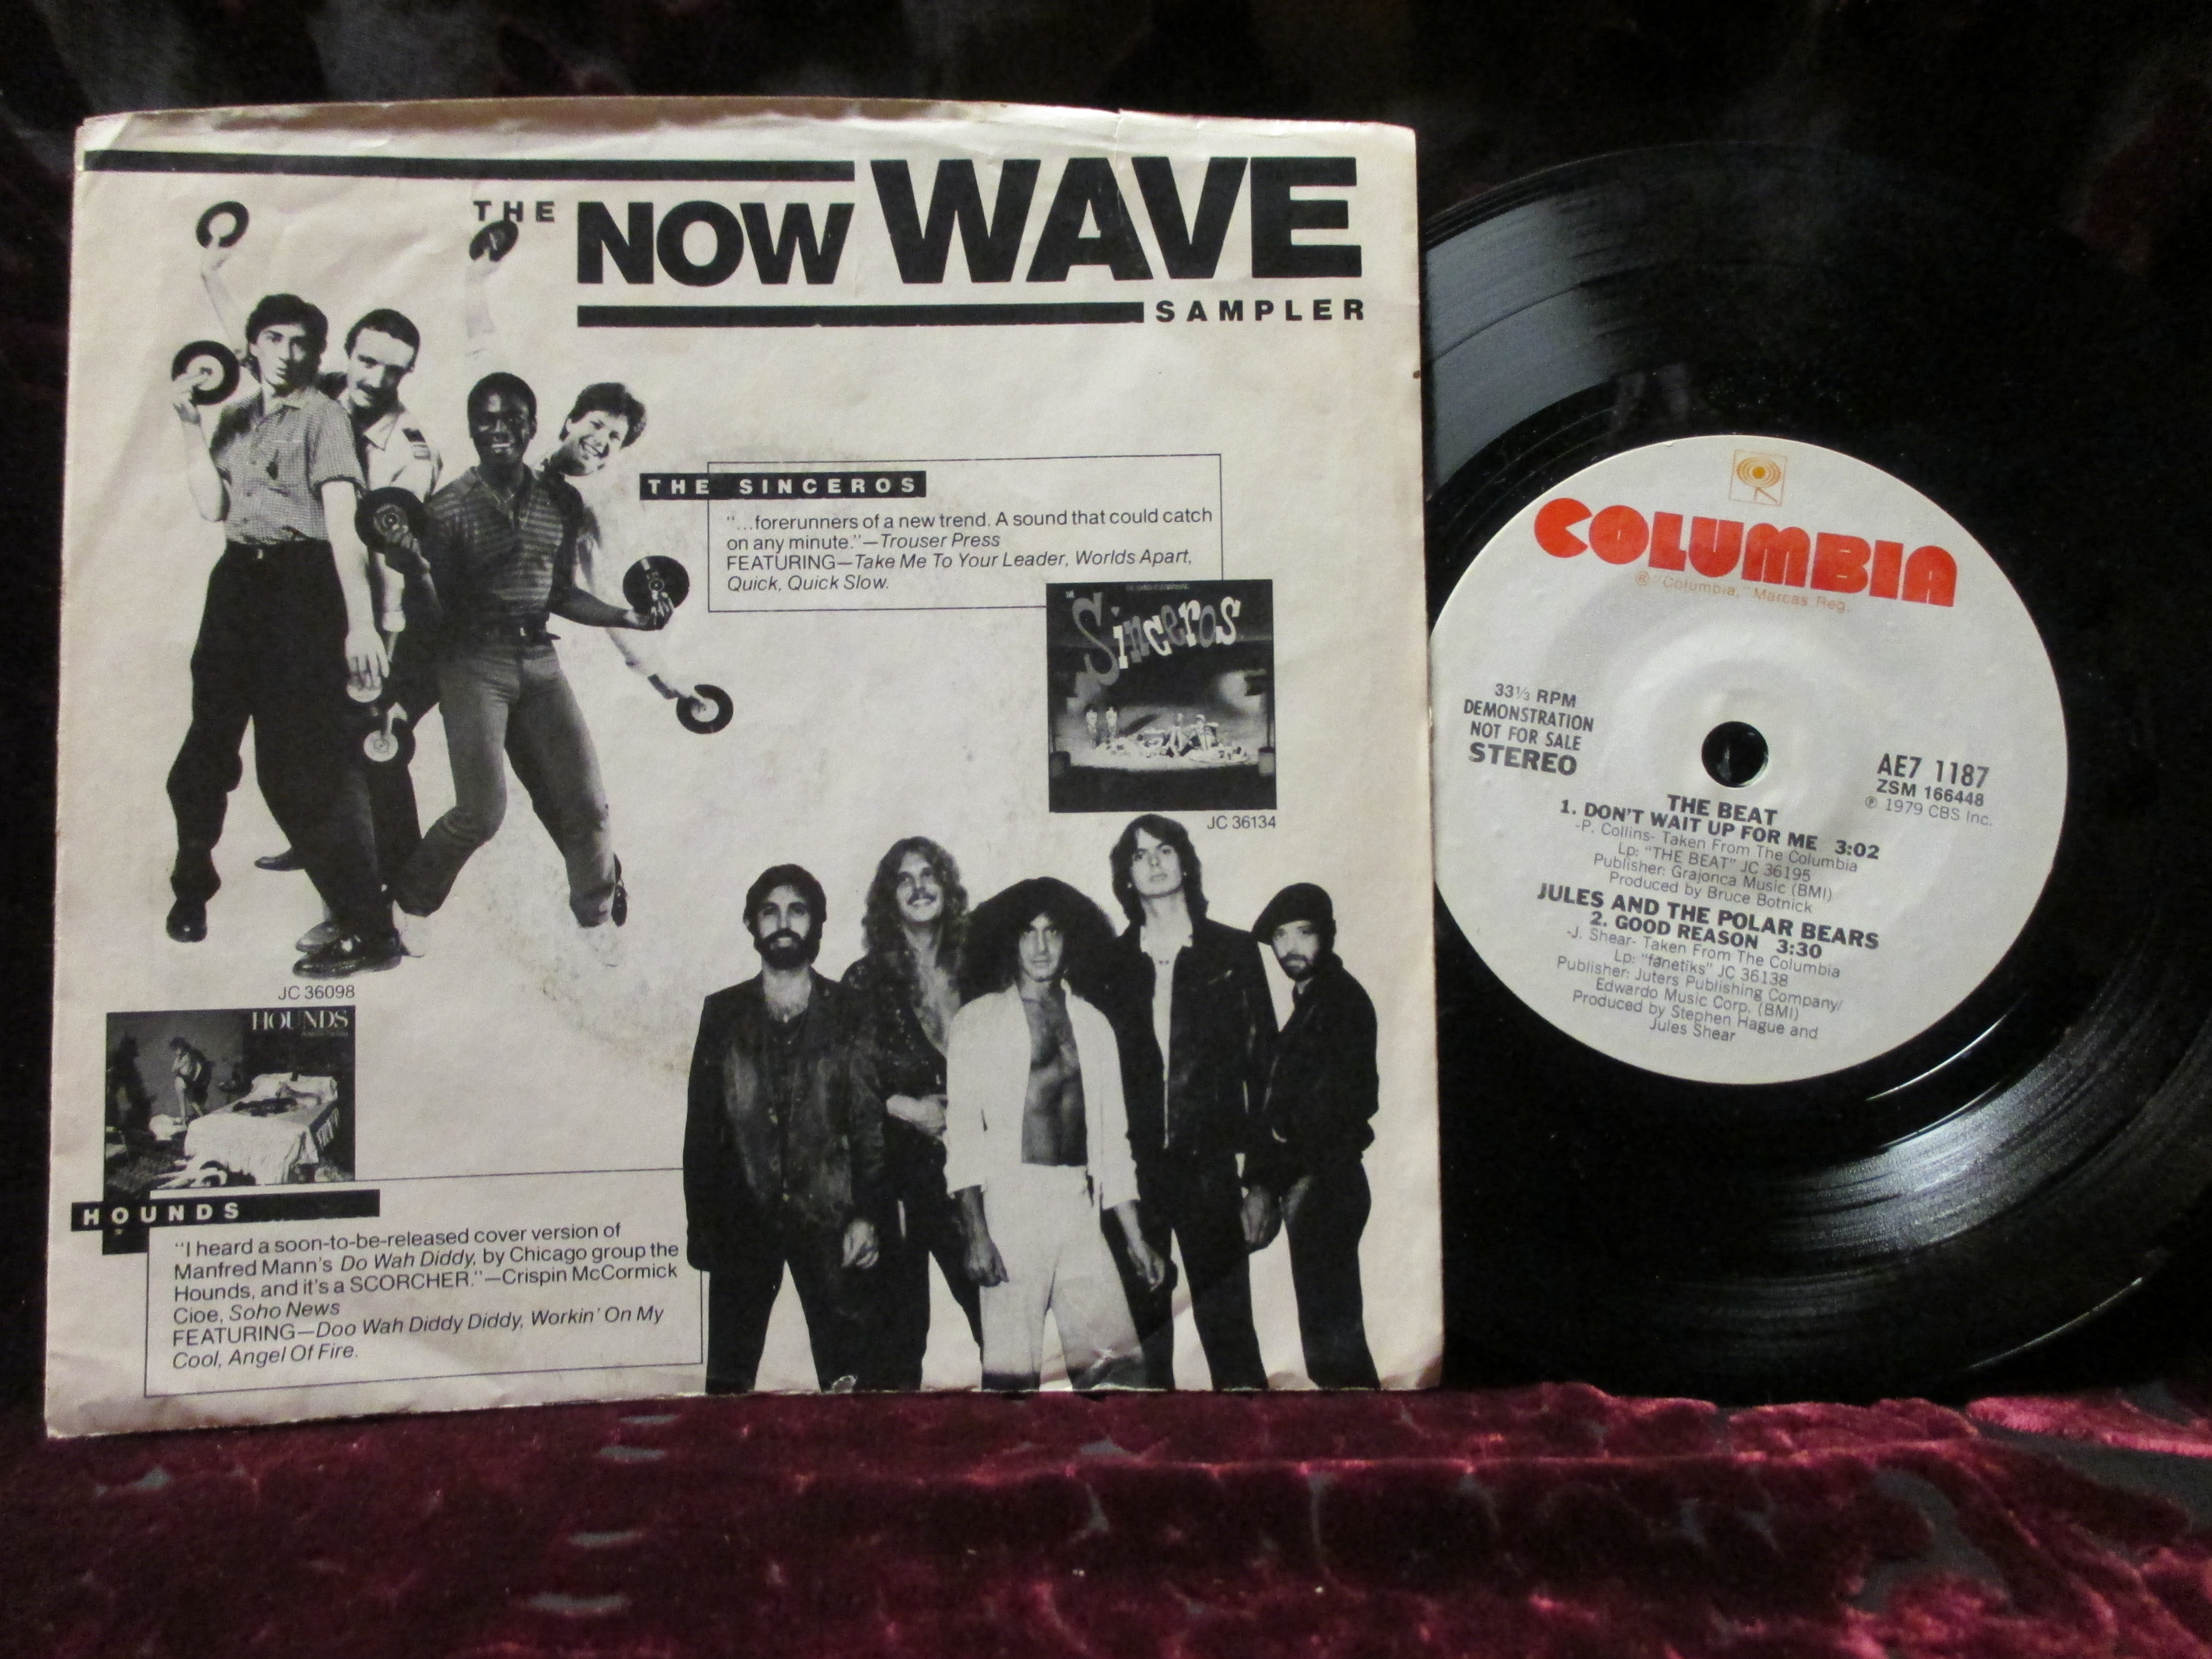 THE NOW WAVE
SAMPLER
THE SINCEROS
"...forerunners of a new trend. A sound that could catch
on any minute."—Trouser Press
FEATURING—Take Me To Your Leader, Worlds Apart,
Quick, Quick Slow.
Sinceros
JC 36134
JC 36098
HOUNDS
HOUNDS
"I heard a soon-to-be-released cover version of
Manfred Mann's Do Wah Diddy, by Chicago group the
Hounds, and it's a SCORCHER."—Crispin McCormick
Cioe, Soho News
FEATURING—Doo Wah Diddy Diddy, Workin' On My
Cool, Angel Of Fire.
COLUMBIA
® "Columbia," Marcas Reg.
33⅓ RPM
DEMONSTRATION
NOT FOR SALE
STEREO
AE7 1187
ZSM 166448
℗ 1979 CBS Inc.
THE BEAT
1. DON'T WAIT UP FOR ME 3:02
-P. Collins- Taken From The Columbia
Lp: "THE BEAT" JC 36195
Publisher: Grajonca Music (BMI)
Produced by Bruce Botnick
JULES AND THE POLAR BEARS
2. GOOD REASON 3:30
-J. Shear- Taken From The Columbia
Lp: "fənetiks" JC 36138
Publisher: Juters Publishing Company/
Edwardo Music Corp. (BMI)
Produced by Stephen Hague and
Jules Shear